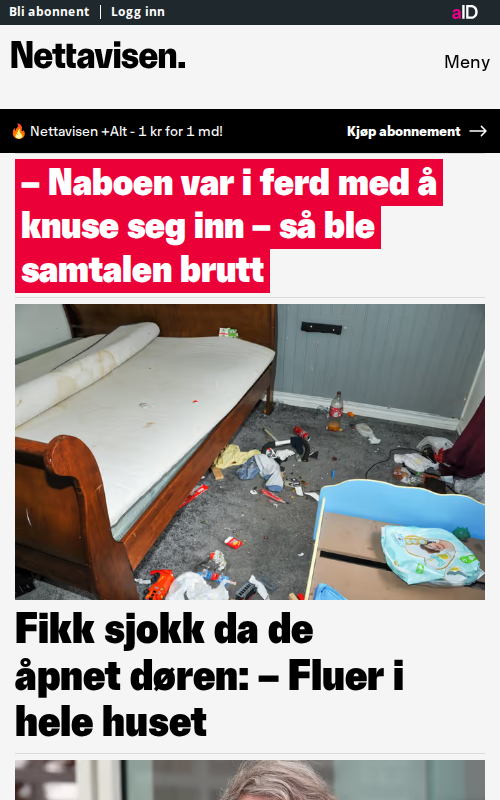 Bli abonnent
Logg inn
aID
Nettavisen.
Meny
🔥 Nettavisen +Alt - 1 kr for 1 md!
Kjøp abonnement →
– Naboen var i ferd med å
knuse seg inn – så ble
samtalen brutt
Fikk sjokk da de
åpnet døren: – Fluer i
hele huset